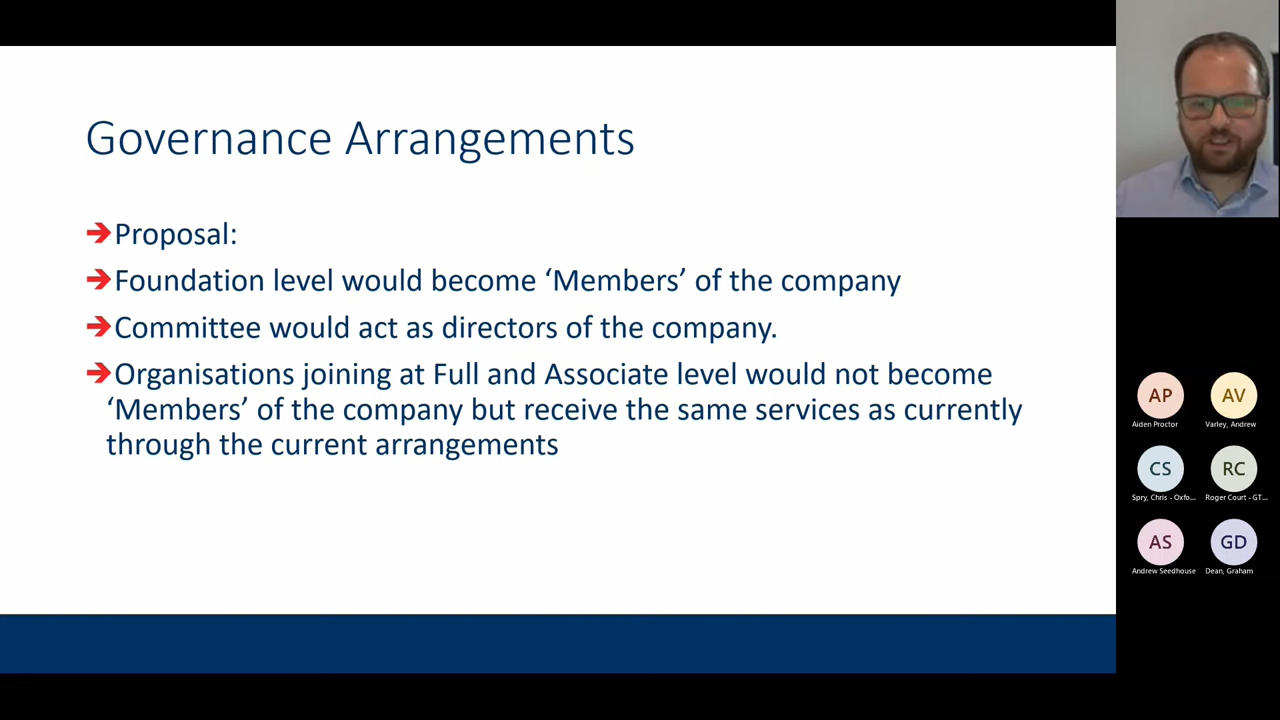 Governance Arrangements
➔Proposal:
➔Foundation level would become ‘Members’ of the company
➔Committee would act as directors of the company.
➔Organisations joining at Full and Associate level would not become
‘Members’ of the company but receive the same services as currently
through the current arrangements
AP
AV
Aiden Proctor
Varley, Andrew
CS
RC
Spry, Chris - Oxfo...
Roger Court - GT...
AS
GD
Andrew Seedhouse
Dean, Graham